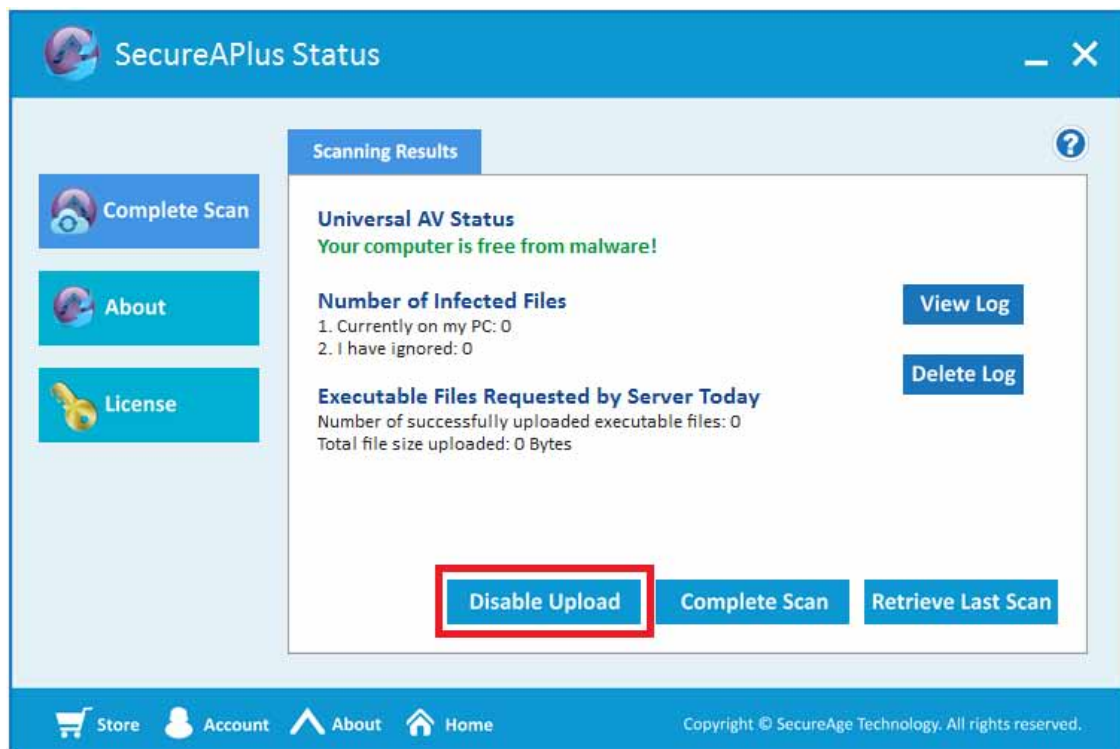 SecureAPlus Status
Scanning Results
?
Complete Scan
About
License
Universal AV Status
Your computer is free from malware!
Number of Infected Files
1. Currently on my PC: 0
2. I have ignored: 0
View Log
Delete Log
Executable Files Requested by Server Today
Number of successfully uploaded executable files: 0
Total file size uploaded: 0 Bytes
Disable Upload
Complete Scan
Retrieve Last Scan
Store
Account
About
Home
Copyright © SecureAge Technology. All rights reserved.